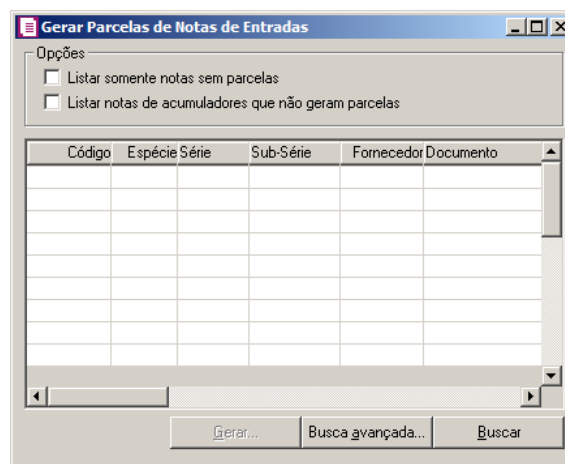 Gerar Parcelas de Notas de Entradas
Opções
Listar somente notas sem parcelas
Listar notas de acumuladores que não geram parcelas
Código Espécie Série Sub-Série Fornecedor Documento
Gerar... Busca avançada... Buscar